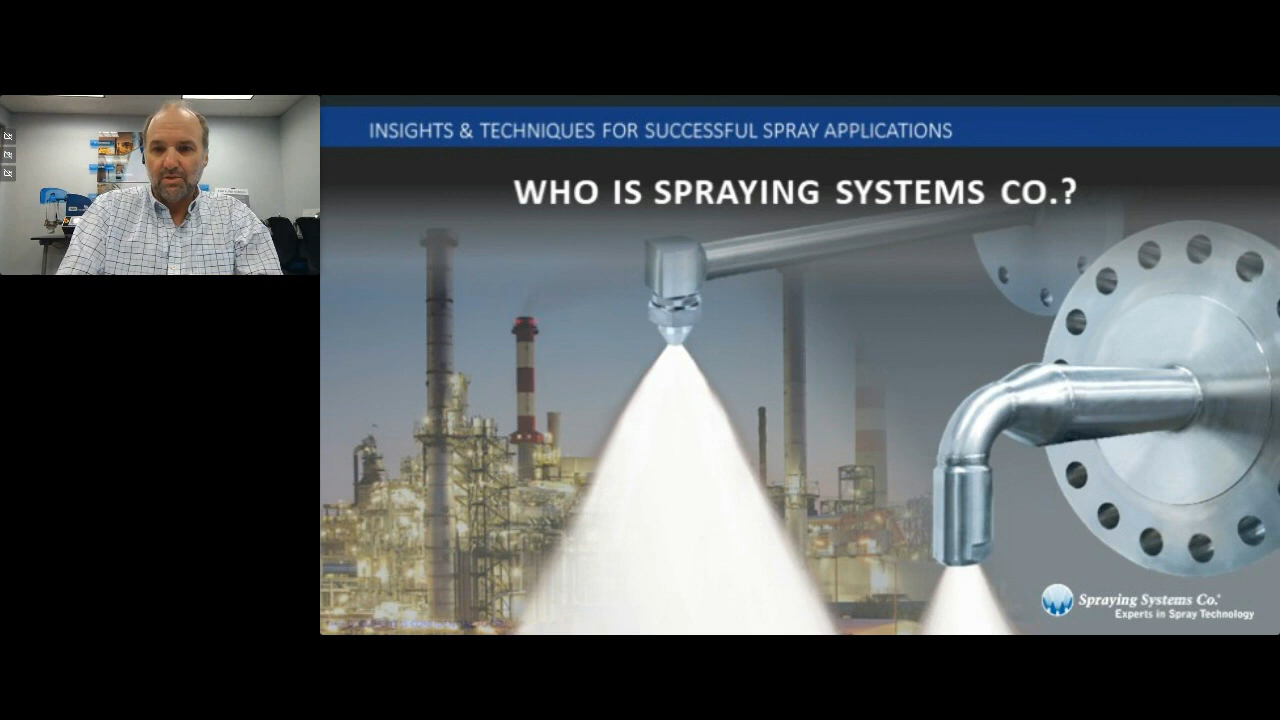 INSIGHTS & TECHNIQUES FOR SUCCESSFUL SPRAY APPLICATIONS
WHO IS SPRAYING SYSTEMS CO.?
Spraying Systems Co.®
Experts in Spray Technology